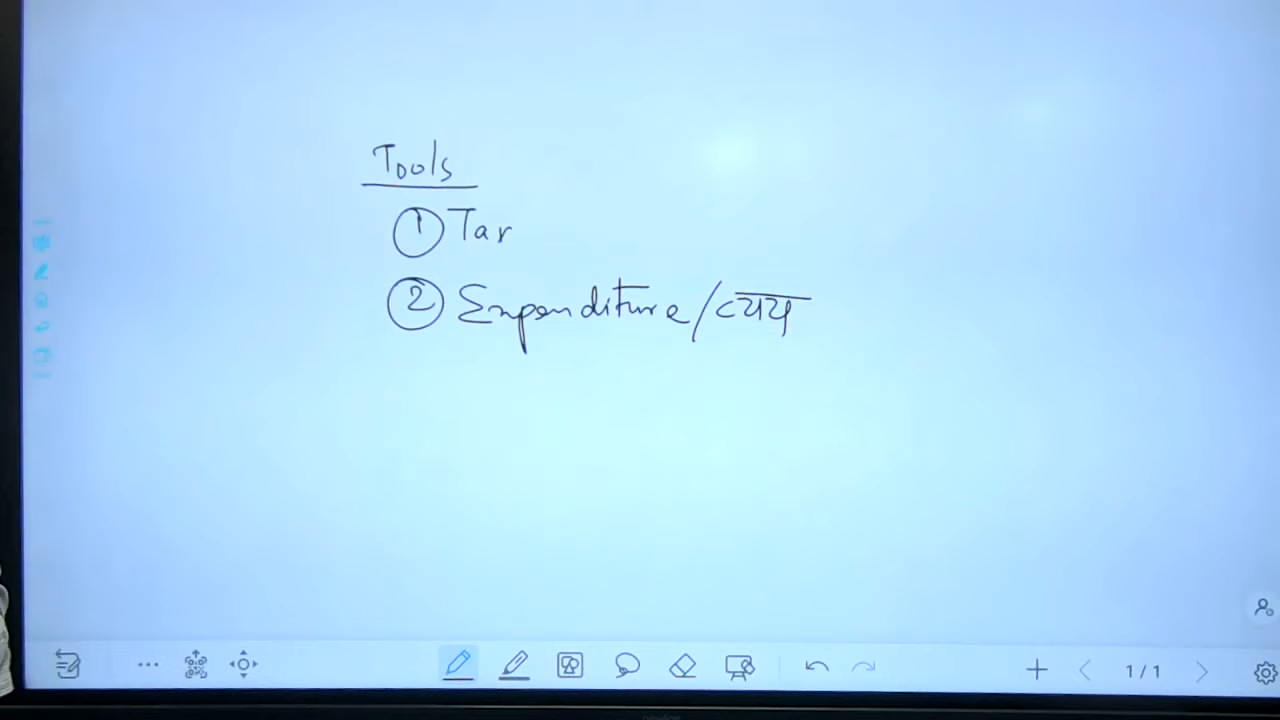 Tools
① Tax
② Expenditure/व्यय
1/1